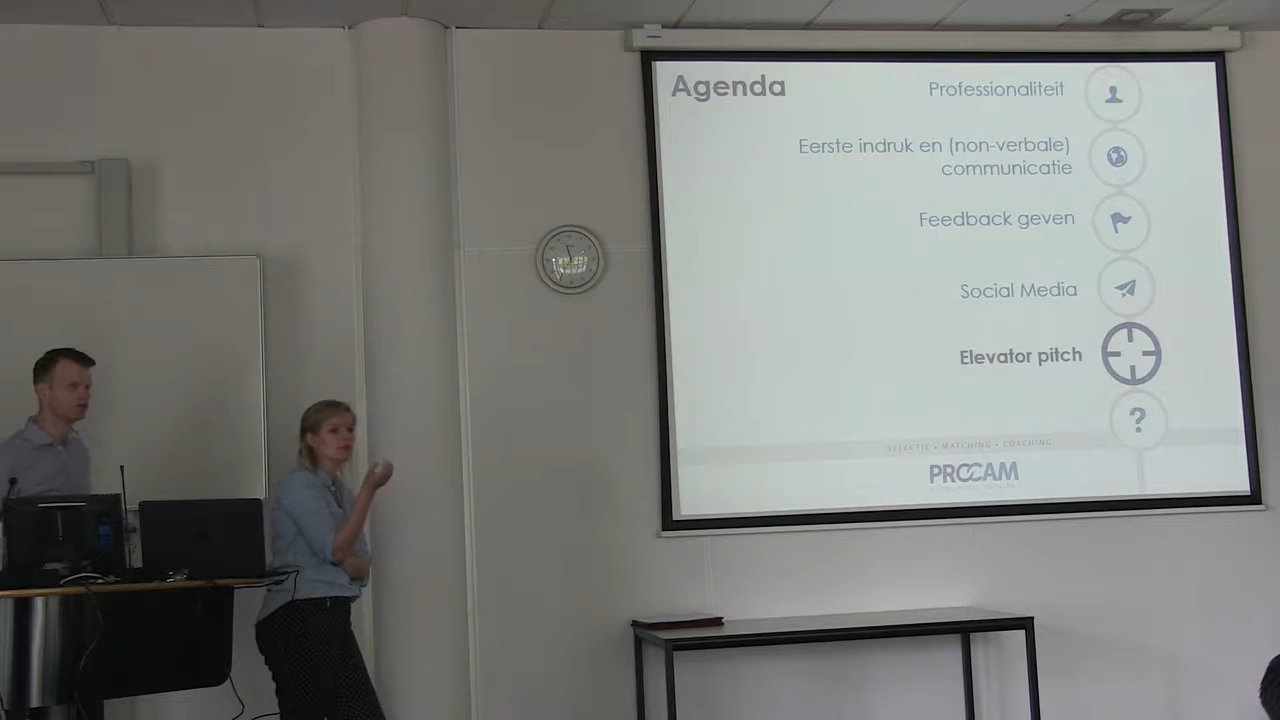 Agenda
Professionaliteit
Eerste indruk en (non-verbale)
communicatie
Feedback geven
Social Media
Elevator pitch
?
SELECTIE • MATCHING • COACHING
PROCAM